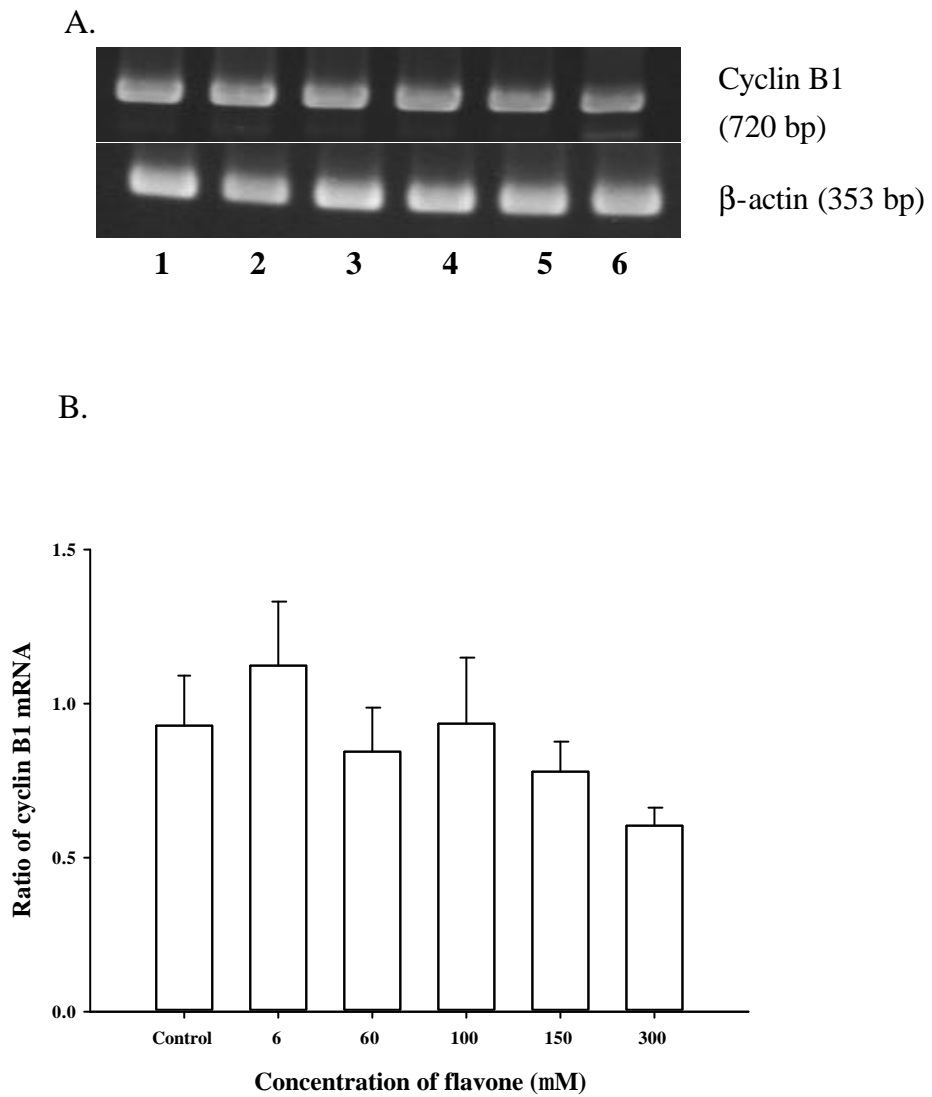 A.
Cyclin B1
(720 bp)
β-actin (353 bp)
1 2 3 4 5 6
B.
Ratio of cyclin B1 mRNA
1.5
1.0
0.5
0.0
Control 6 60 100 150 300
Concentration of flavone (mM)